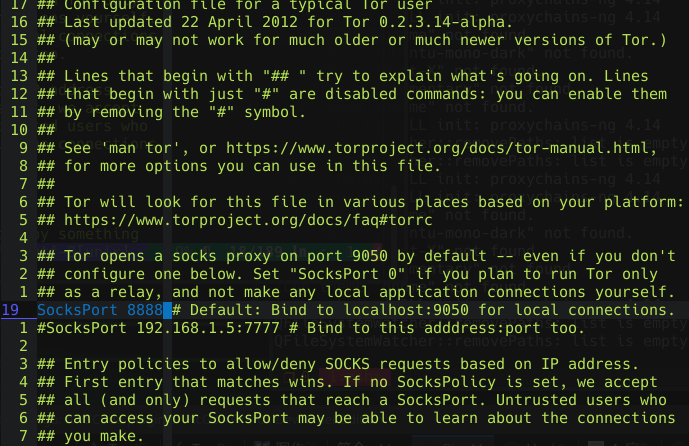 17 ## Configuration file for a typical Tor user
16 ## Last updated 22 April 2012 for Tor 0.2.3.14-alpha.
15 ## (may or may not work for much older or much newer versions of Tor.)
14 ##
13 ## Lines that begin with "## " try to explain what's going on. Lines
12 ## that begin with just "#" are disabled commands: you can enable them
11 ## by removing the "#" symbol.
10 ##
9 ## See 'man tor', or https://www.torproject.org/docs/tor-manual.html,
8 ## for more options you can use in this file.
7 ##
6 ## Tor will look for this file in various places based on your platform:
5 ## https://www.torproject.org/docs/faq#torrc
4
3 ## Tor opens a socks proxy on port 9050 by default -- even if you don't
2 ## configure one below. Set "SocksPort 0" if you plan to run Tor only
1 ## as a relay, and not make any local application connections yourself.
19 SocksPort 8888 # Default: Bind to localhost:9050 for local connections.
1 #SocksPort 192.168.1.5:7777 # Bind to this adddress:port too.
2
3 ## Entry policies to allow/deny SOCKS requests based on IP address.
4 ## First entry that matches wins. If no SocksPolicy is set, we accept
5 ## all (and only) requests that reach a SocksPort. Untrusted users who
6 ## can access your SocksPort may be able to learn about the connections
7 ## you make.